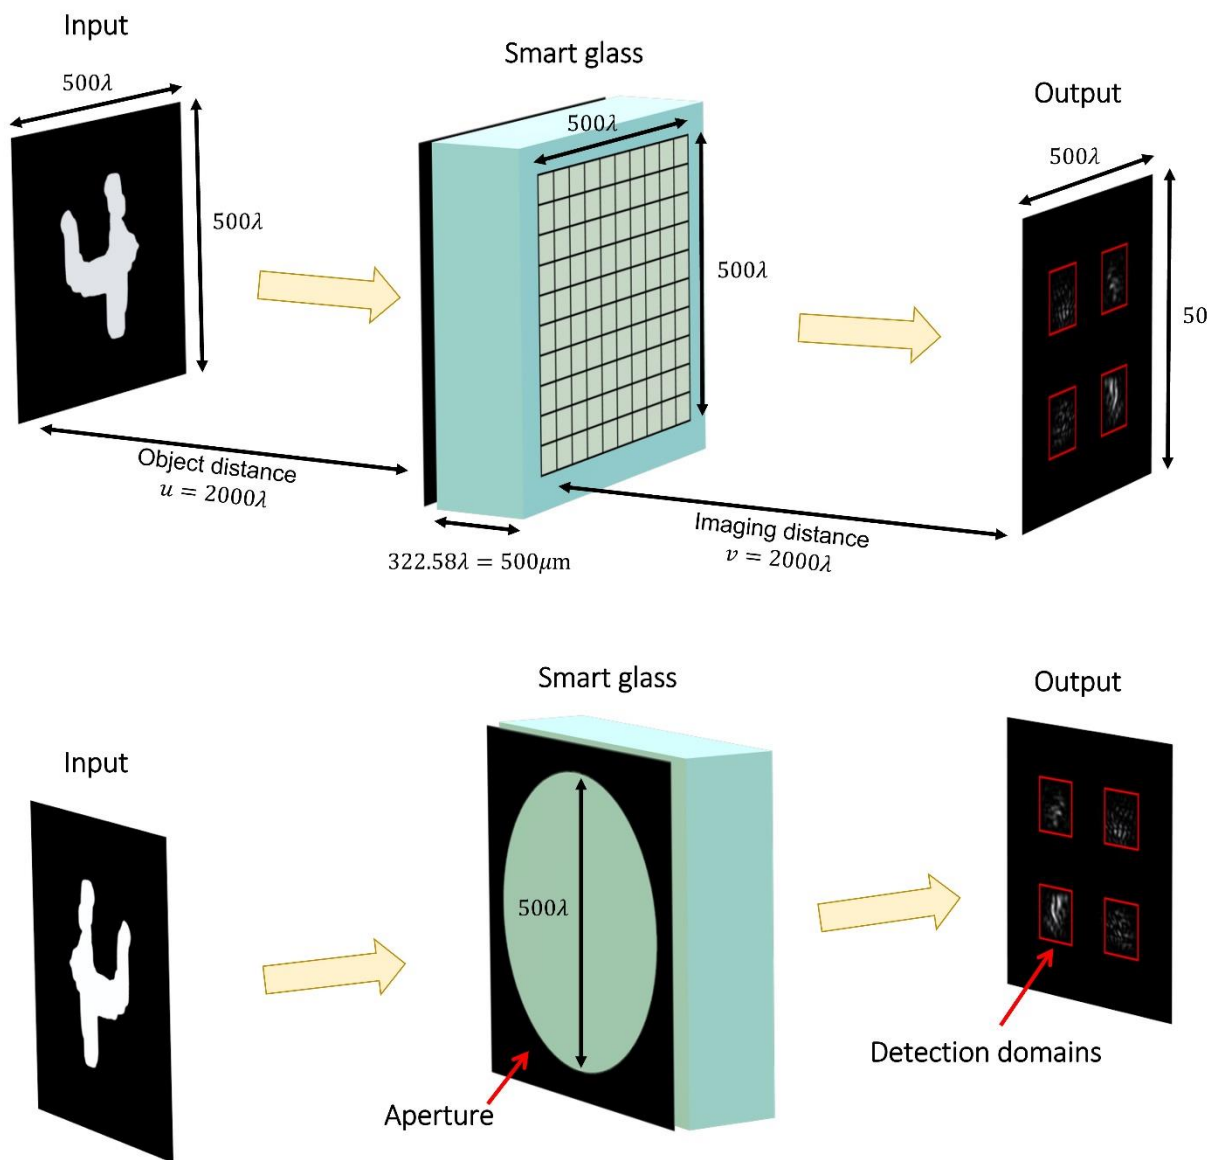 Input
500λ
500λ
Smart glass
500λ
500λ
Output
500λ
50
Object distance
u = 2000λ
322.58λ = 500μm
Imaging distance
v = 2000λ
Input
Smart glass
500λ
Aperture
Output
Detection domains